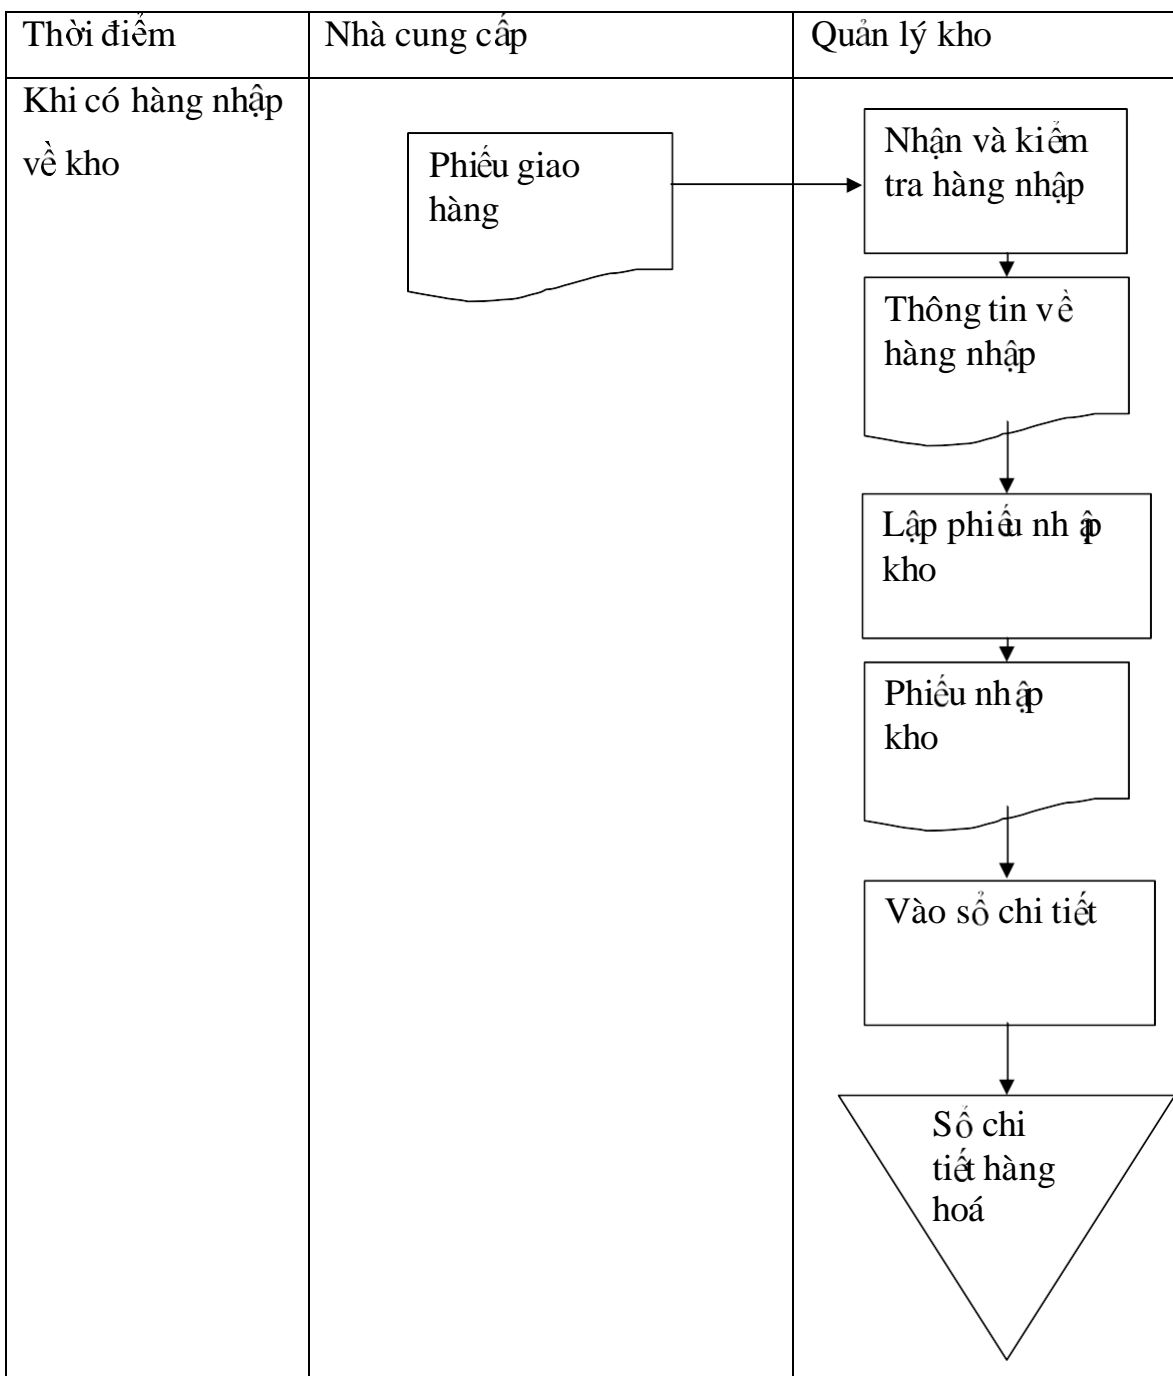 Thời điểm
Nhà cung cấp
Quản lý kho
Khi có hàng nhập
về kho
Phiếu giao
hàng
Nhận và kiểm
tra hàng nhập
Thông tin về
hàng nhập
Lập phiếu nhập
kho
Phiếu nhập
kho
Vào sổ chi tiết
Sổ chi
tiết hàng
hoá